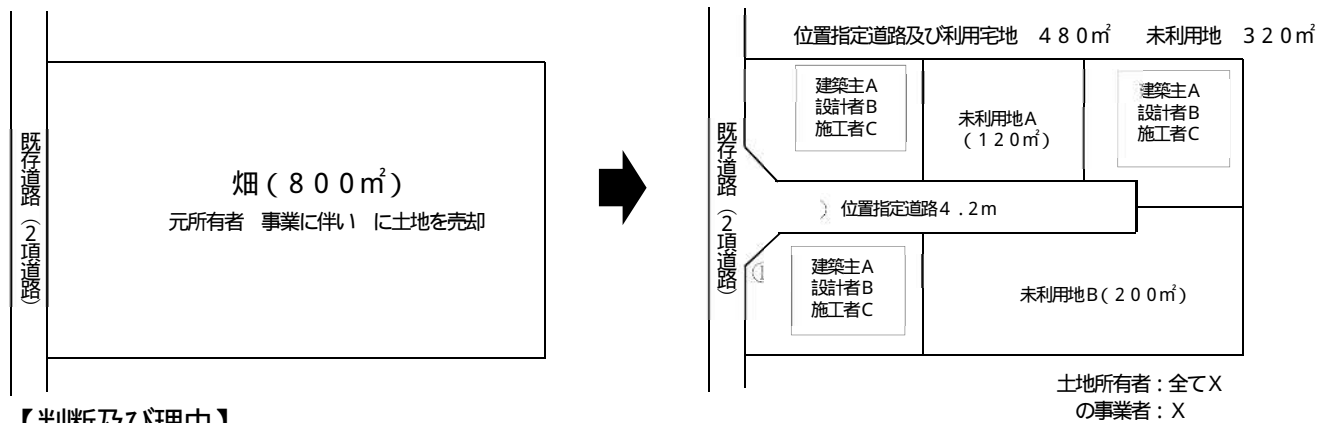 既存道路（２項道路）
畑（８００㎡）
元所有者　事業に伴い　に土地を売却
位置指定道路及び利用宅地　４８０㎡　未利用地　３２０㎡
既存道路（２項道路）
建築主Ａ
設計者Ｂ
施工者Ｃ
未利用地Ａ
（１２０㎡）
建築主Ａ
設計者Ｂ
施工者Ｃ
位置指定道路４．２ｍ
建築主Ａ
設計者Ｂ
施工者Ｃ
未利用地Ｂ（２００㎡）
土地所有者：全てＸ
の事業者：Ｘ
【判断及び理由】